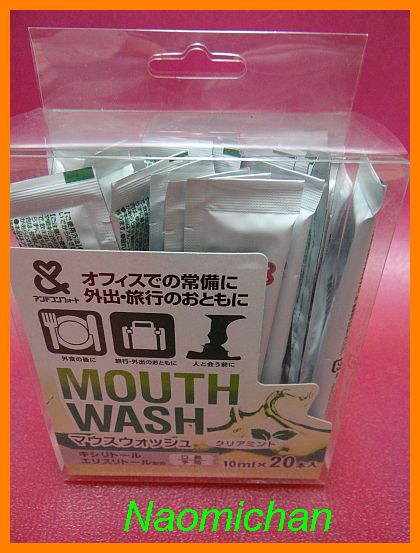 アンドコンフォート
オフィスでの常備に
外出・旅行のおともに
外食の後に
旅行・外出のおともに
人と会う前に
MOUTH
WASH
マウスウォッシュ
クリアミント
キシリトール
エリスリトール配合
口臭
予防
10ml×20本入
Naomichan